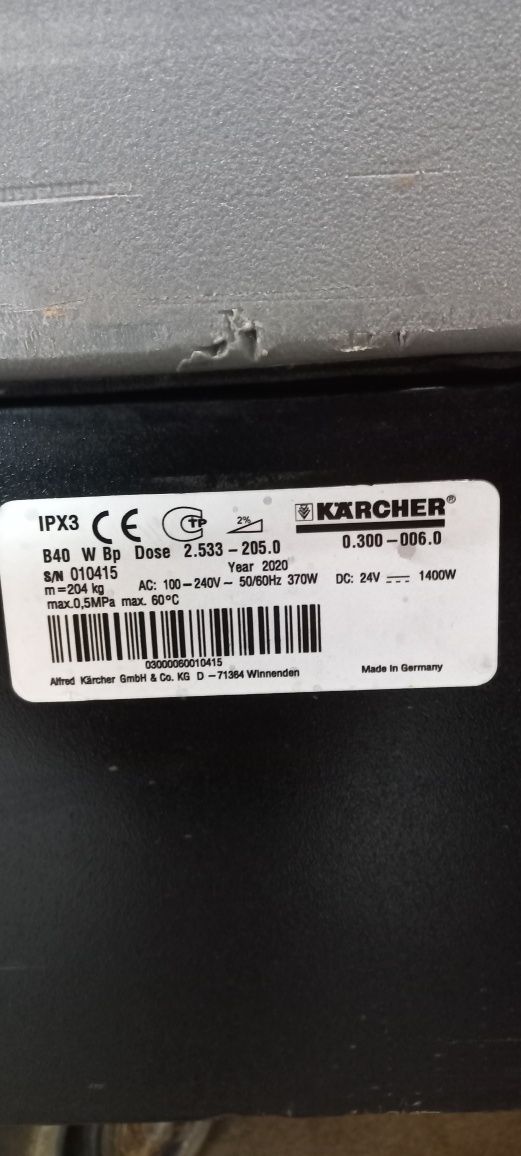 IPX3 CE PCT 2% KÄRCHER®
B40 W Bp Dose 2.533-205.0 0.300-006.0
S/N 010415 Year 2020
m=204 kg AC: 100-240V~ 50/60Hz 370W DC: 24V 1400W
max.0,5MPa max. 60°C
03000060010415
Alfred Kärcher GmbH & Co. KG D-71364 Winnenden Made in Germany